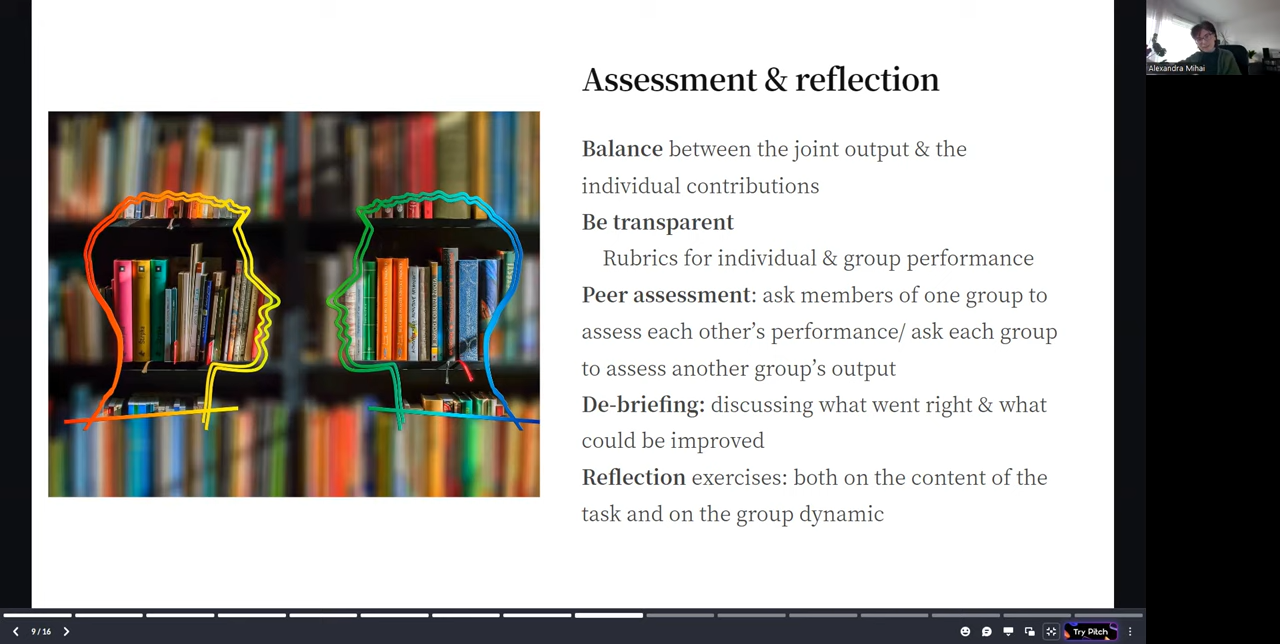 Assessment & reflection
Balance between the joint output & the
individual contributions
Be transparent
Rubrics for individual & group performance
Peer assessment: ask members of one group to
assess each other’s performance/ ask each group
to assess another group’s output
De-briefing: discussing what went right & what
could be improved
Reflection exercises: both on the content of the
task and on the group dynamic
Alexandra Mihai
9 / 16
Try Pitch